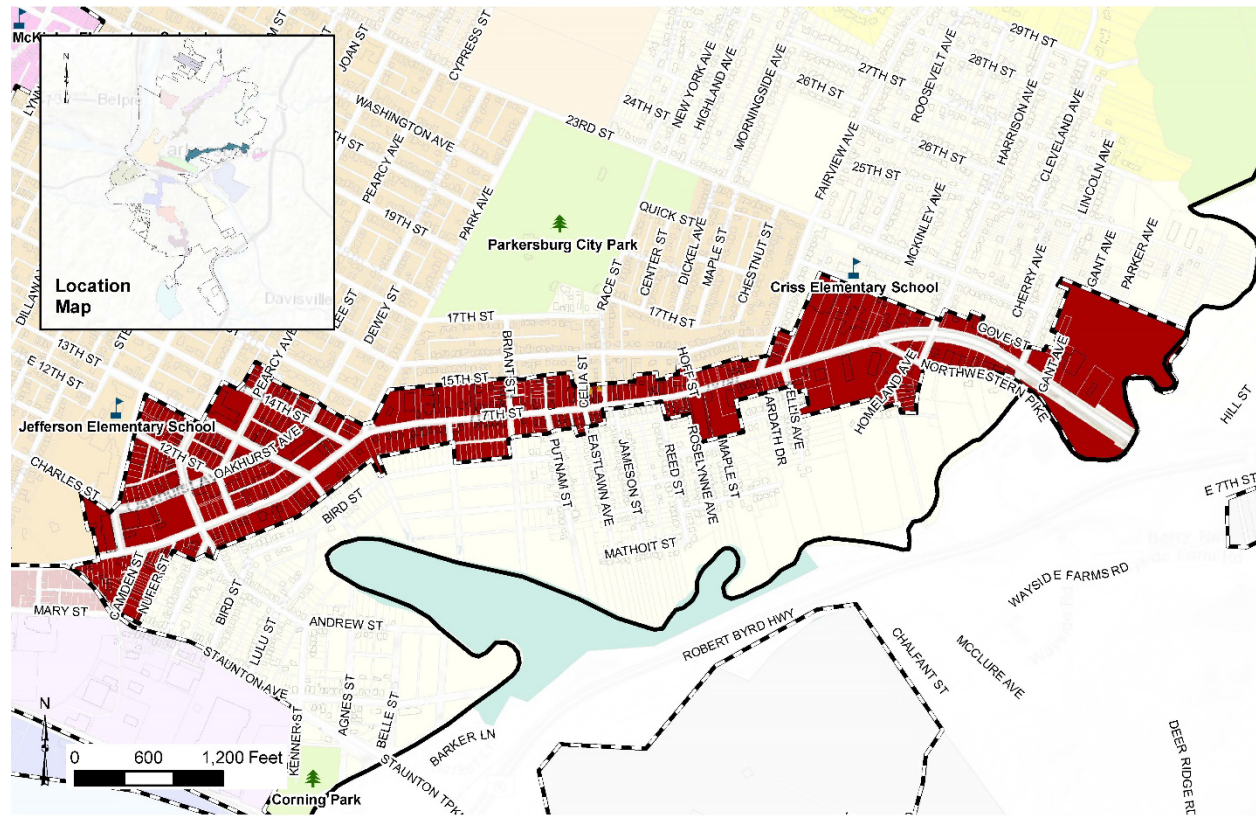 JOAN ST
CYPRESS ST
WASHINGTON AVE
PEARCY AVE
19TH ST
PARK AVE
23RD ST
24TH ST
NEW YORK AVE
HIGHLAND AVE
MORNINGSIDE AVE
26TH ST
27TH ST
ROOSEVELT AVE
28TH ST
29TH ST
HARRISON AVE
CLEVELAND AVE
26TH ST
25TH ST
LINCOLN AVE
FAIRVIEW AVE
MCKINLEY AVE
CHERRY AVE
GANT AVE
PARKER AVE
Belpre
Davisville
Location
Map
Parkersburg City Park
QUICK ST
RACE ST
CENTER ST
DICKEL AVE
MAPLE ST
CHESTNUT ST
Criss Elementary School
17TH ST
17TH ST
LEE ST
DEWEY ST
13TH ST
E 12TH ST
PEARCY AVE
14TH ST
15TH ST
BRIANT ST
CELIA ST
HOFF ST
7TH ST
COVE ST
GANT AVE
NORTHWESTERN PIKE
HOMELAND AVE
ELLIS AVE
ARDATH DR
HILL ST
Jefferson Elementary School
12TH ST
OAKHURST AVE
CHARLES ST
BIRD ST
PUTNAM ST
EASTLAWN AVE
JAMESON ST
REED ST
ROSELYNNE AVE
MAPLE ST
MATHOIT ST
E 7TH ST
CAMDEN ST
NUFER ST
MARY ST
BIRD ST
LULU ST
ANDREW ST
STAUNTON AVE
AGNES ST
BELLE ST
KENNER ST
BARKER LN
ROBERT BYRD HWY
CHALFANT ST
MCCLURE AVE
WAYSIDE FARMS RD
DEER RIDGE RD
N
0 600 1,200 Feet
Corning Park